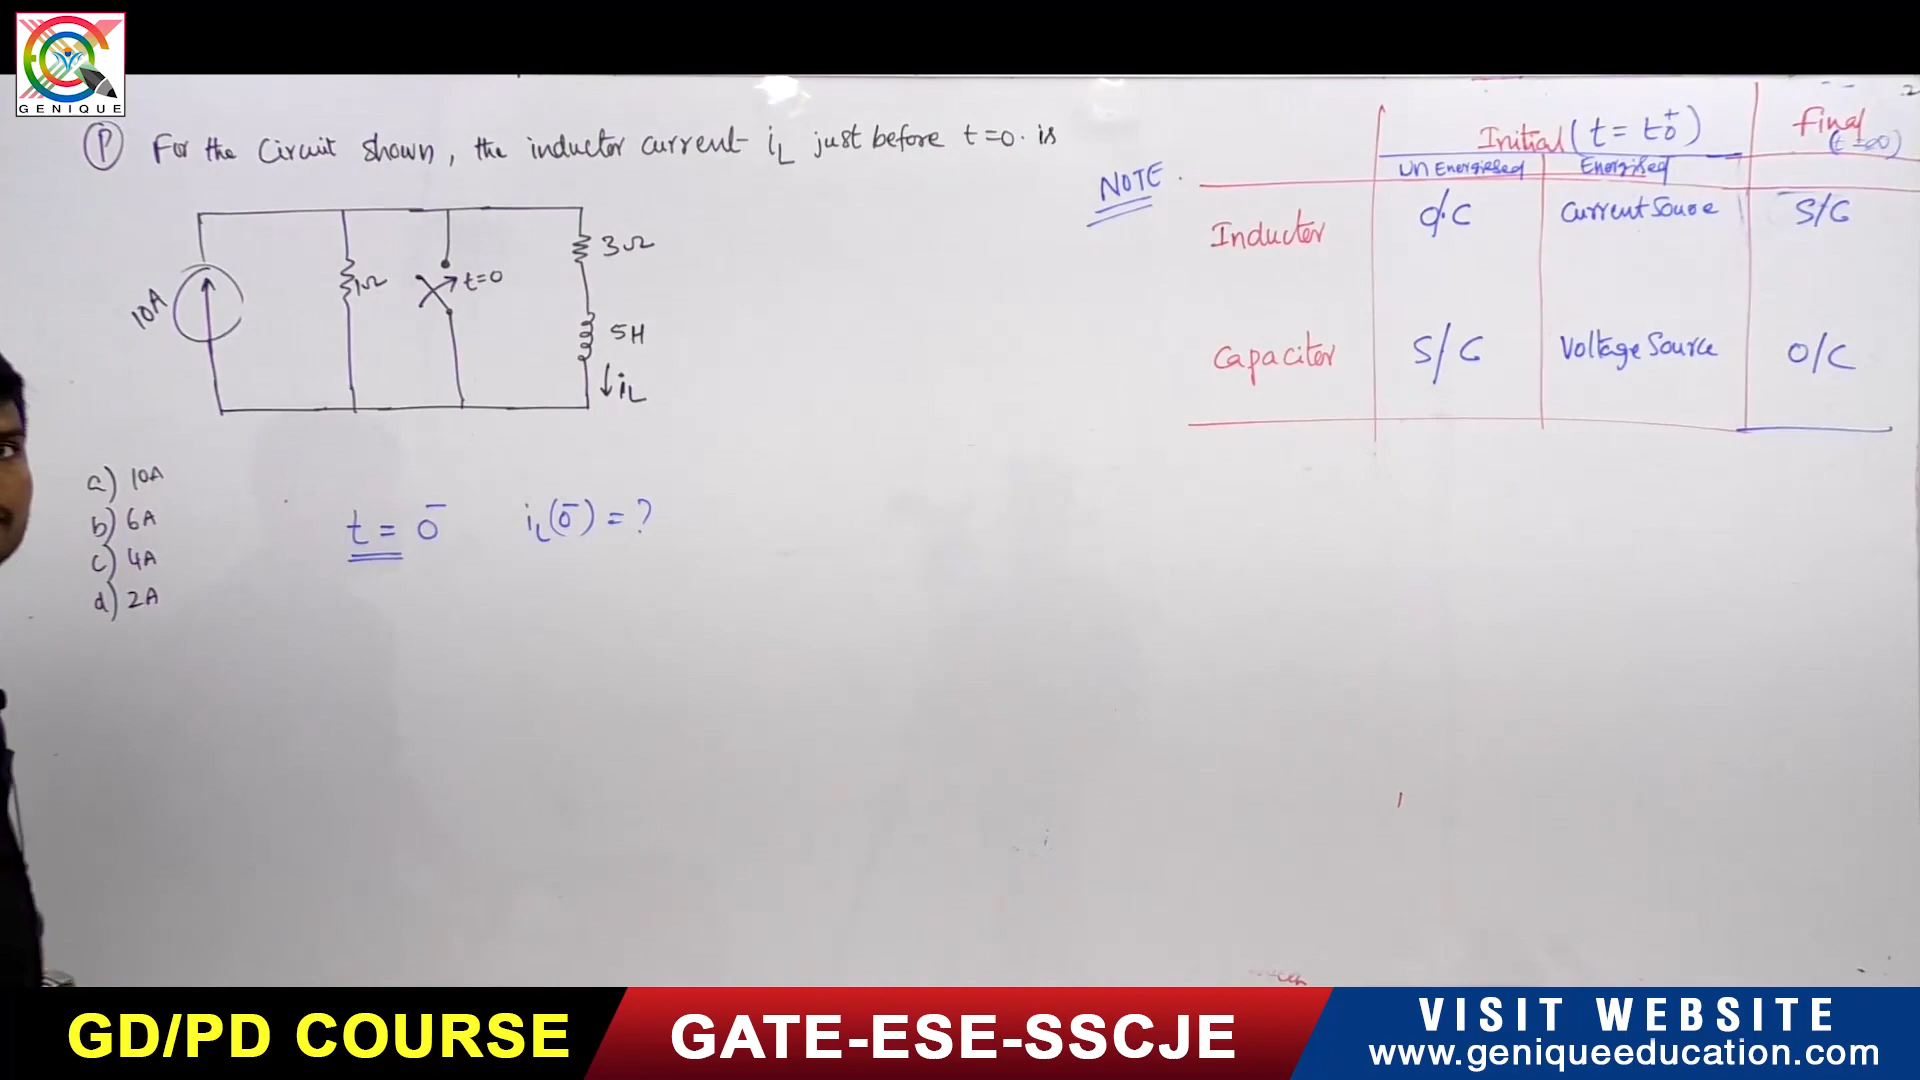 GENIQUE
(P) For the Circuit shown, the inductor current iL just before t=0. is
10A
1Ω
t=0
3Ω
5H
↓iL
a) 10A
b) 6A
c) 4A
d) 2A
t = 0⁻ iL(0⁻) = ?
NOTE
Initial (t = t0⁺) Final (t=∞)
UnEnergiesed Energised
Inductor O.C Current Source S/C
Capacitor S/C Voltage Source O/C
GD/PD COURSE
GATE-ESE-SSCJE
VISIT WEBSITE
www.geniqueeducation.com